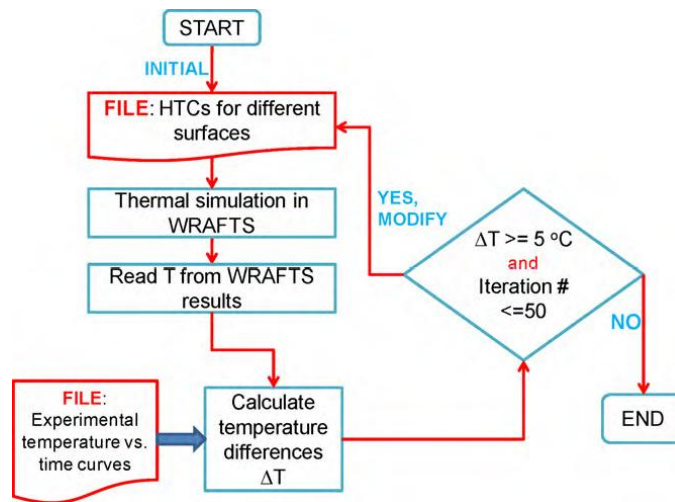 START
INITIAL
FILE: HTCs for different
surfaces
Thermal simulation in
WRAFTS
Read T from WRAFTS
results
FILE:
Experimental
temperature vs.
time curves
Calculate
temperature
differences
ΔT
YES,
MODIFY
ΔT >= 5 °C
and
Iteration #
<=50
NO
END